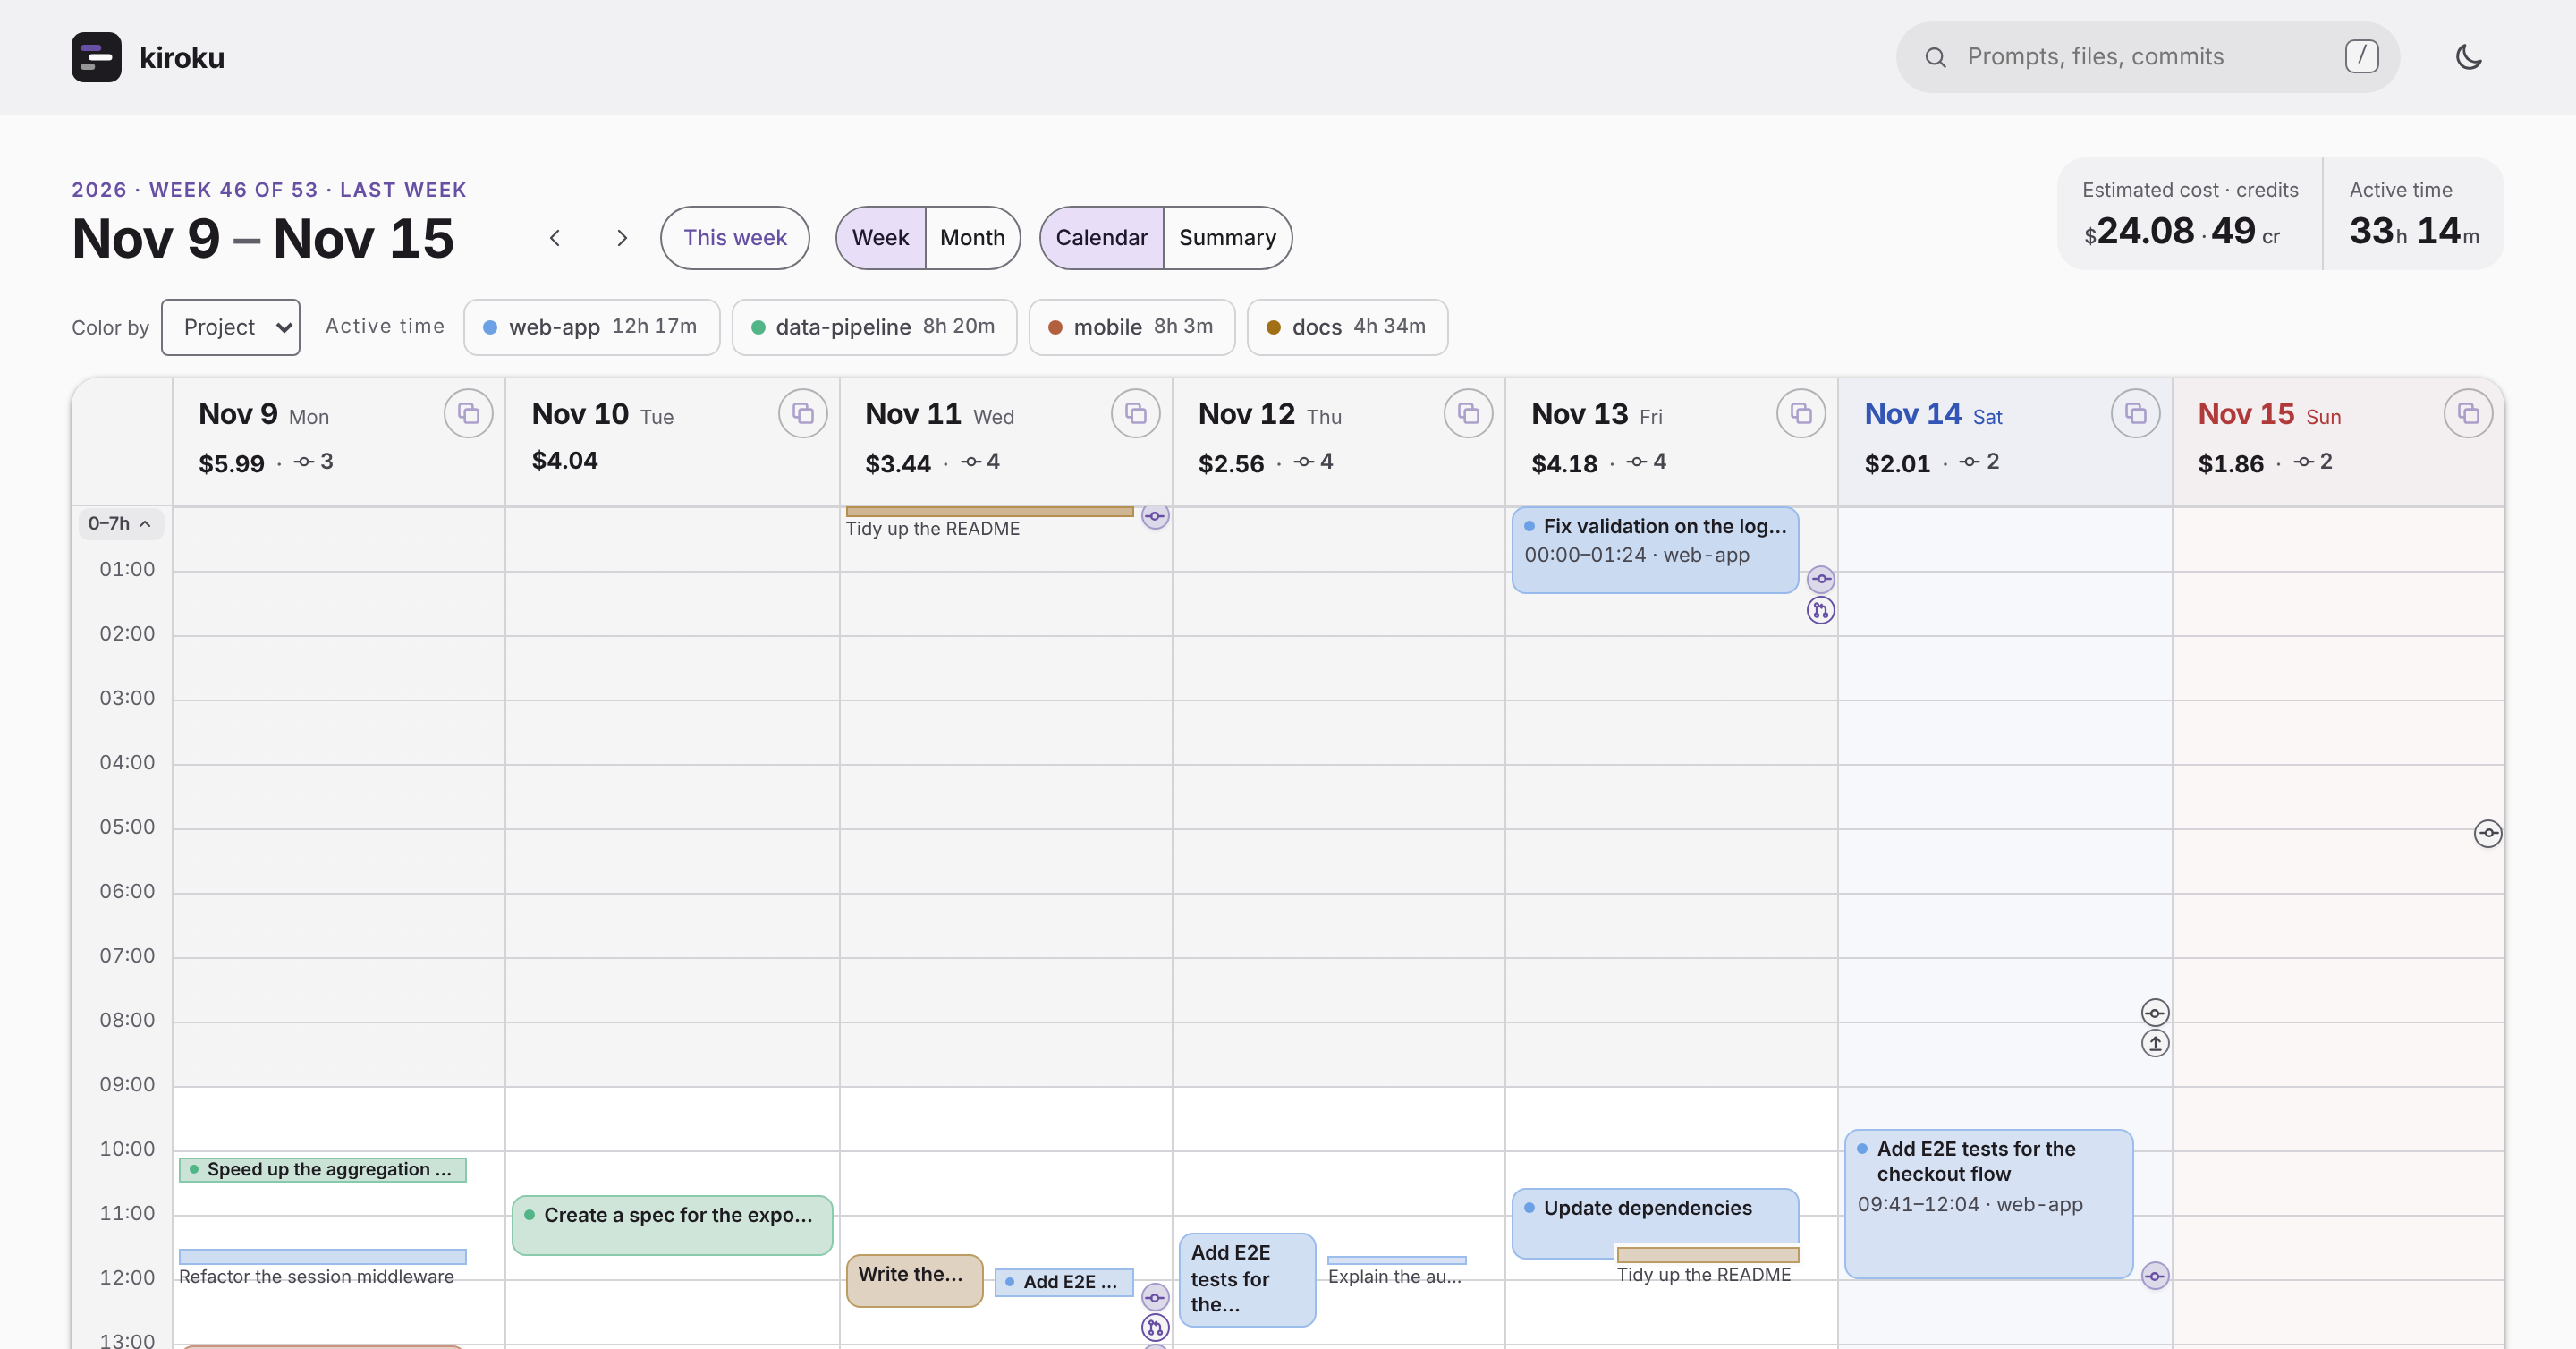 kiroku
Prompts, files, commits
/
2026 · WEEK 46 OF 53 · LAST WEEK
Nov 9 – Nov 15
This week
Week
Month
Calendar
Summary
Estimated cost · credits
$24.08 · 49 cr
Active time
33h 14m
Color by
Project
Active time
web-app 12h 17m
data-pipeline 8h 20m
mobile 8h 3m
docs 4h 34m
Nov 9 Mon
$5.99 · 3
Nov 10 Tue
$4.04
Nov 11 Wed
$3.44 · 4
Nov 12 Thu
$2.56 · 4
Nov 13 Fri
$4.18 · 4
Nov 14 Sat
$2.01 · 2
Nov 15 Sun
$1.86 · 2
0–7h
Tidy up the README
Fix validation on the log...
00:00–01:24 · web-app
01:00
02:00
03:00
04:00
05:00
06:00
07:00
08:00
09:00
10:00
Add E2E tests for the
checkout flow
09:41–12:04 · web-app
Speed up the aggregation ...
11:00
Create a spec for the expo...
Update dependencies
12:00
Refactor the session middleware
Write the...
Add E2E ...
Add E2E
tests for
the...
Explain the au...
Tidy up the README
13:00